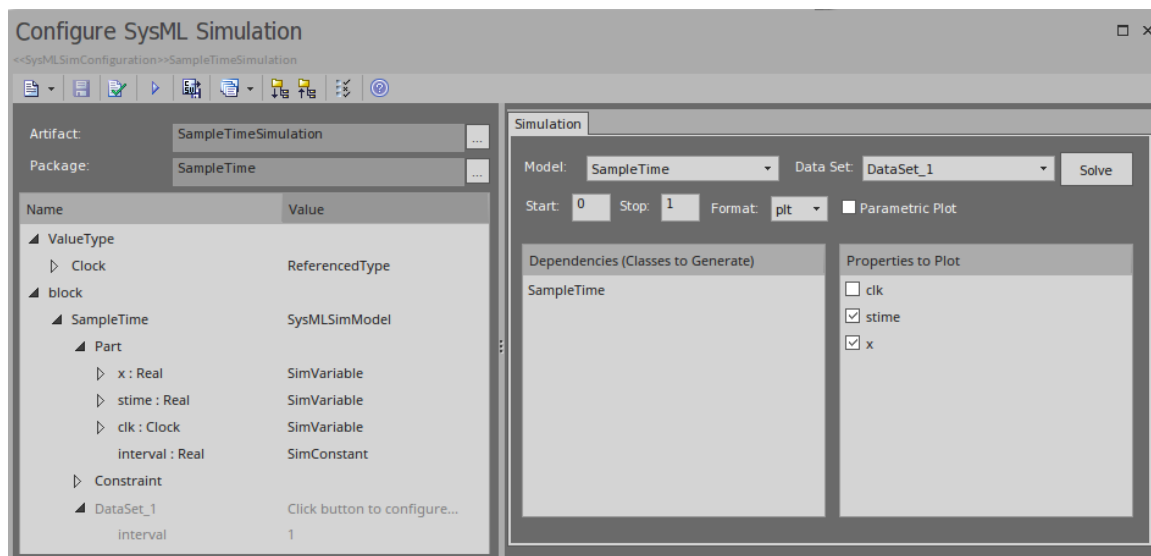 Configure SysML Simulation
<<SysMLSimConfiguration>>SampleTimeSimulation
Artifact: SampleTimeSimulation ...
Package: SampleTime ...
Name Value
ValueType
Clock ReferencedType
block
SampleTime SysMLSimModel
Part
x : Real SimVariable
stime : Real SimVariable
clk : Clock SimVariable
interval : Real SimConstant
Constraint
DataSet_1 Click button to configure...
interval 1
Simulation
Model: SampleTime Data Set: DataSet_1 Solve
Start: 0 Stop: 1 Format: plt Parametric Plot
Dependencies (Classes to Generate)
SampleTime
Properties to Plot
clk
stime
x